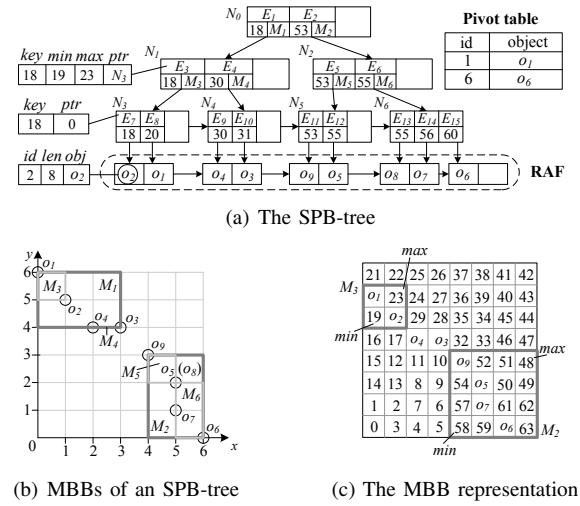 N0 E1 E2 Pivot table
18 M1 53 M2 id object
key min max ptr N1 E3 E4 N2 E5 E6 1 o1
18 19 23 N3 18 M3 30 M4 53 M5 55 M6 6 o6
key ptr N3 N4 N5 N6
18 0 E7 E8 E9 E10 E11 E12 E13 E14 E15
18 20 30 31 53 55 55 56 60
id len obj
2 8 o2 o2 o1 o4 o3 o9 o5 o8 o7 o6 RAF
(a) The SPB-tree
y
6 o1
5 M3 M1
o2
4 o4 o3
M4
3 o9
M5 o5(o8)
2 M6
1 o7
M2 o6
0 1 2 3 4 5 6 x
(b) MBBs of an SPB-tree
max
21 22 25 26 37 38 41 42
M3 o1 23 24 27 36 39 40 43
19 o2 29 28 35 34 45 44
min 16 17 o4 o3 32 33 46 47
max
15 12 11 10 o9 52 51 48
14 13 8 9 54 o5 50 49
1 2 7 6 57 o7 61 62
0 3 4 5 58 59 o6 63 M2
min
(c) The MBB representation